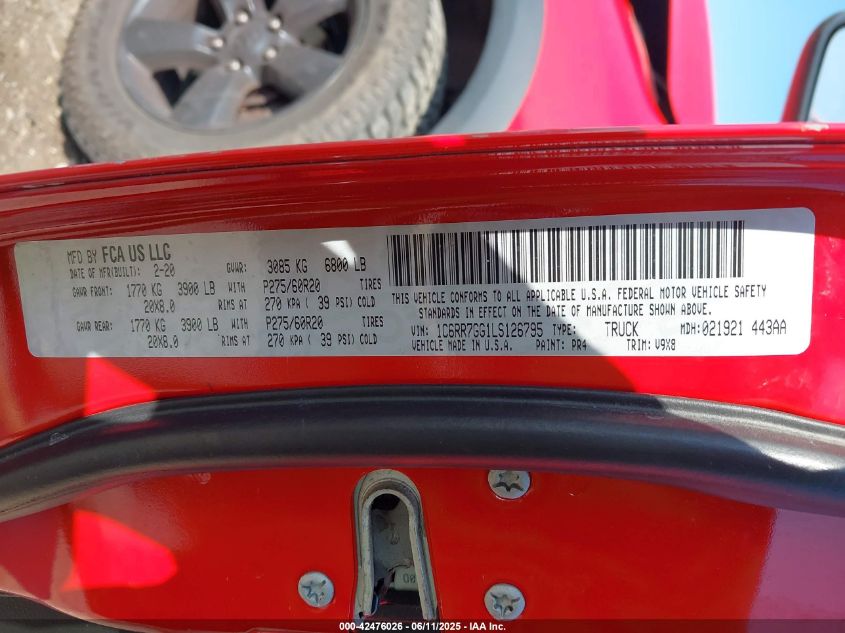 MFD BY FCA US LLC
DATE OF MFR(BUILT): 2-20 GVWR: 3085 KG 6800 LB
GAWR FRONT: 1770 KG 3900 LB WITH P275/60R20 TIRES
20X8.0 RIMS AT 270 KPA ( 39 PSI) COLD
GAWR REAR: 1770 KG 3900 LB WITH P275/60R20 TIRES
20X8.0 RIMS AT 270 KPA ( 39 PSI) COLD
THIS VEHICLE CONFORMS TO ALL APPLICABLE U.S.A. FEDERAL MOTOR VEHICLE SAFETY
STANDARDS IN EFFECT ON THE DATE OF MANUFACTURE SHOWN ABOVE.
VIN: 1C6RR7GG1LS126795 TYPE: TRUCK MDH:021921 443AA
VEHICLE MADE IN U.S.A. PAINT: PR4 TRIM: V9X8
000-42476026 - 06/11/2025 - IAA Inc.